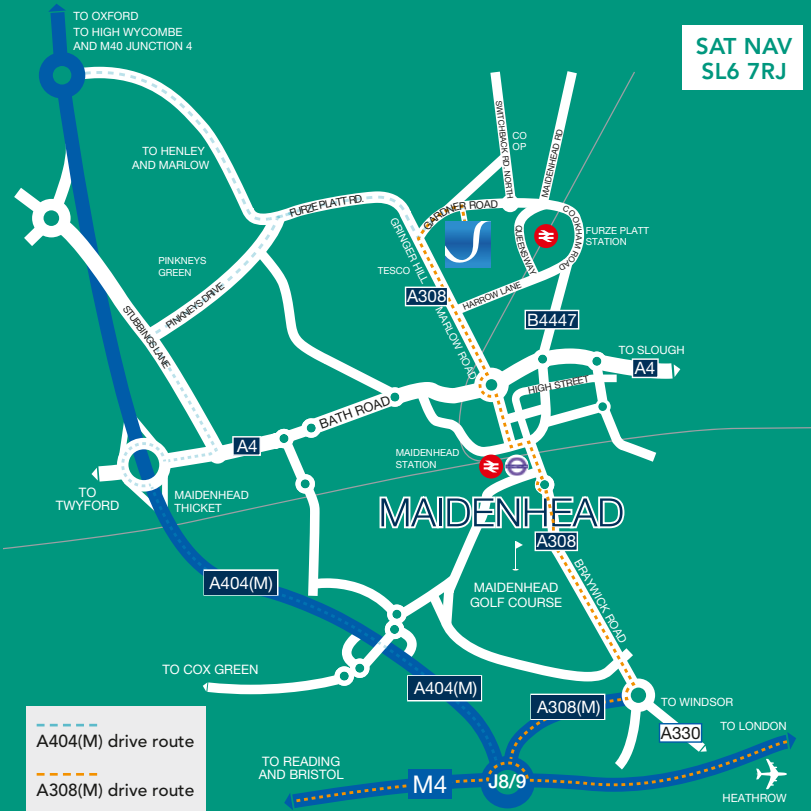 TO OXFORD
TO HIGH WYCOMBE
AND M40 JUNCTION 4
SAT NAV
SL6 7RJ
TO HENLEY
AND MARLOW
SWITCHBACK RD. NORTH
CO
OP
MAIDENHEAD RD
FURZE PLATT RD.
GARDNER ROAD
COOKHAM ROAD
QUEENSWAY
FURZE PLATT
STATION
GRINGER HILL
PINKNEYS
GREEN
TESCO
PINKNEYS DRIVE
A308
HARROW LANE
STUBBINGS LANE
MARLOW ROAD
B4447
TO SLOUGH
A4
HIGH STREET
BATH ROAD
A4
MAIDENHEAD
STATION
TO
TWYFORD
MAIDENHEAD
THICKET
MAIDENHEAD
A308
A404(M)
MAIDENHEAD
GOLF COURSE
BRAYWICK ROAD
TO COX GREEN
A404(M)
A308(M)
TO WINDSOR
A330
TO LONDON
A404(M) drive route
A308(M) drive route
TO READING
AND BRISTOL
M4
J8/9
HEATHROW